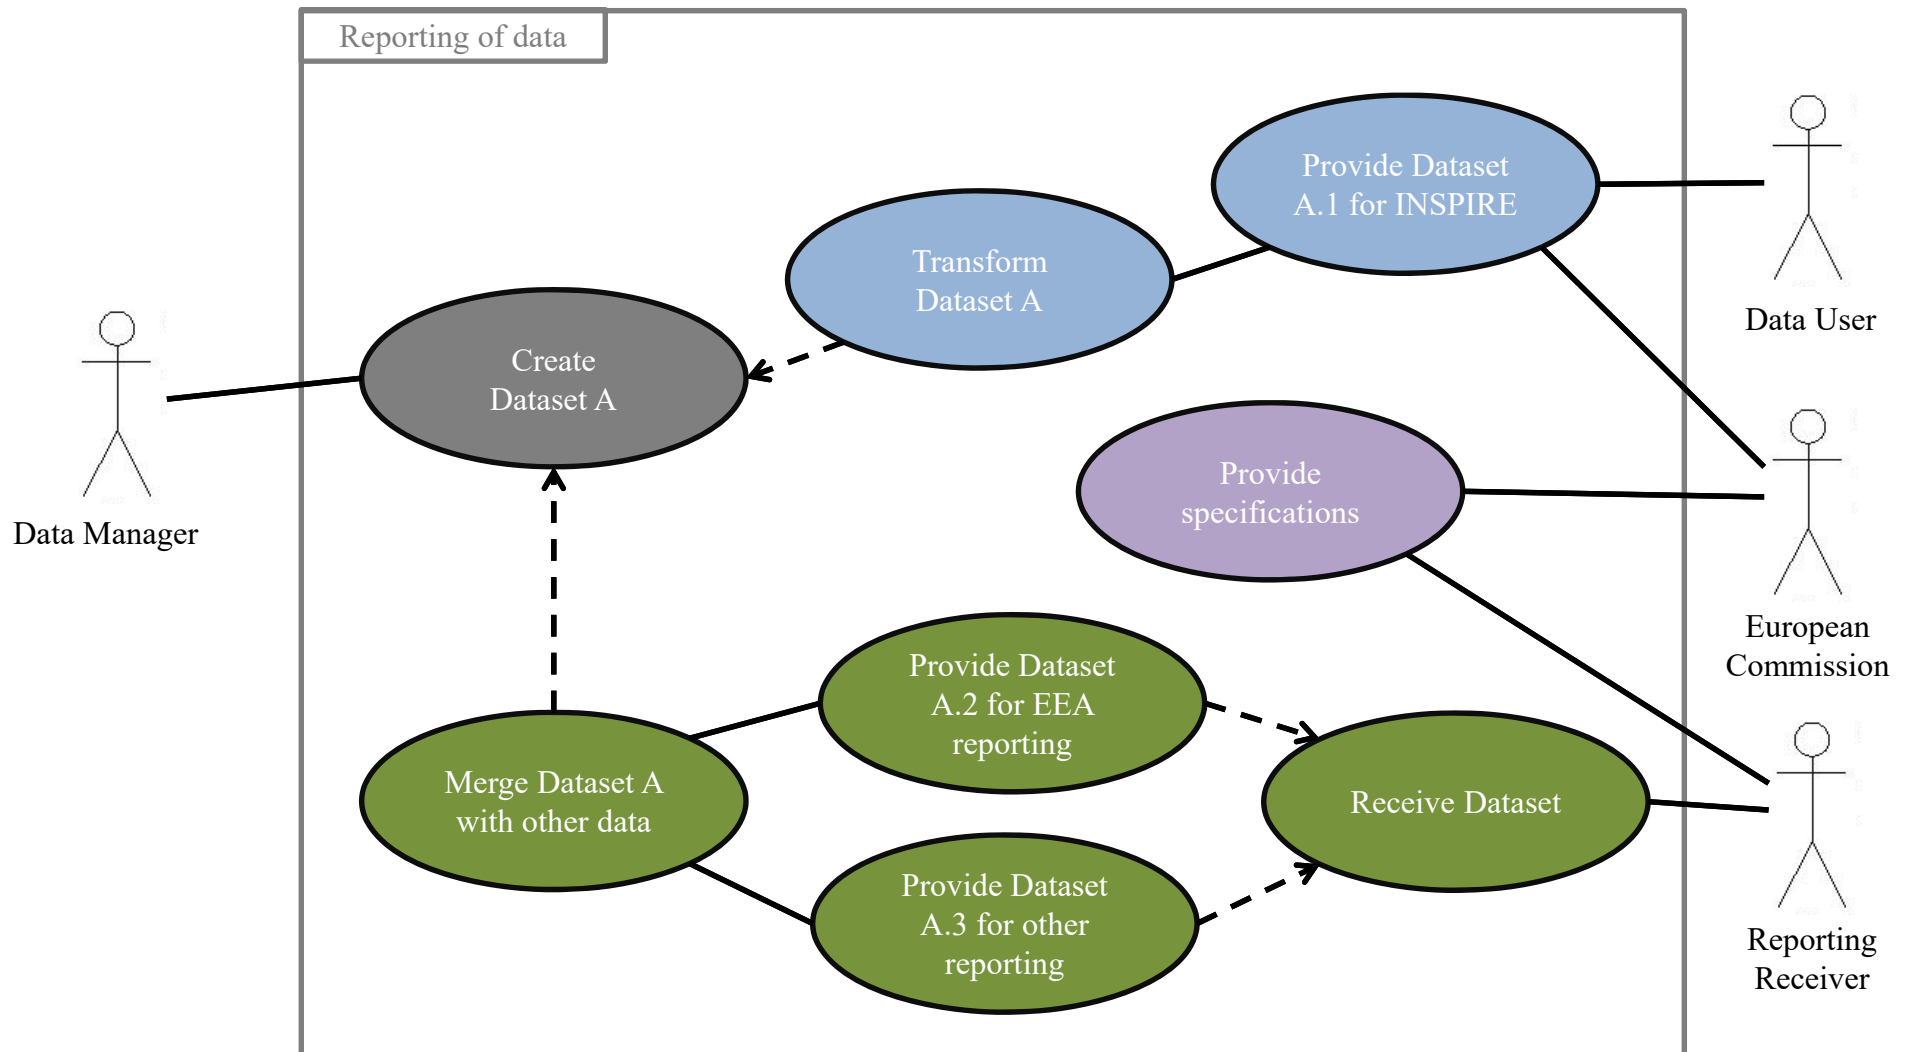 Reporting of data
Provide Dataset
A.1 for INSPIRE
Transform
Dataset A
Data User
Create
Dataset A
Data Manager
Provide
specifications
European
Commission
Provide Dataset
A.2 for EEA
reporting
Merge Dataset A
with other data
Receive Dataset
Provide Dataset
A.3 for other
reporting
Reporting
Receiver